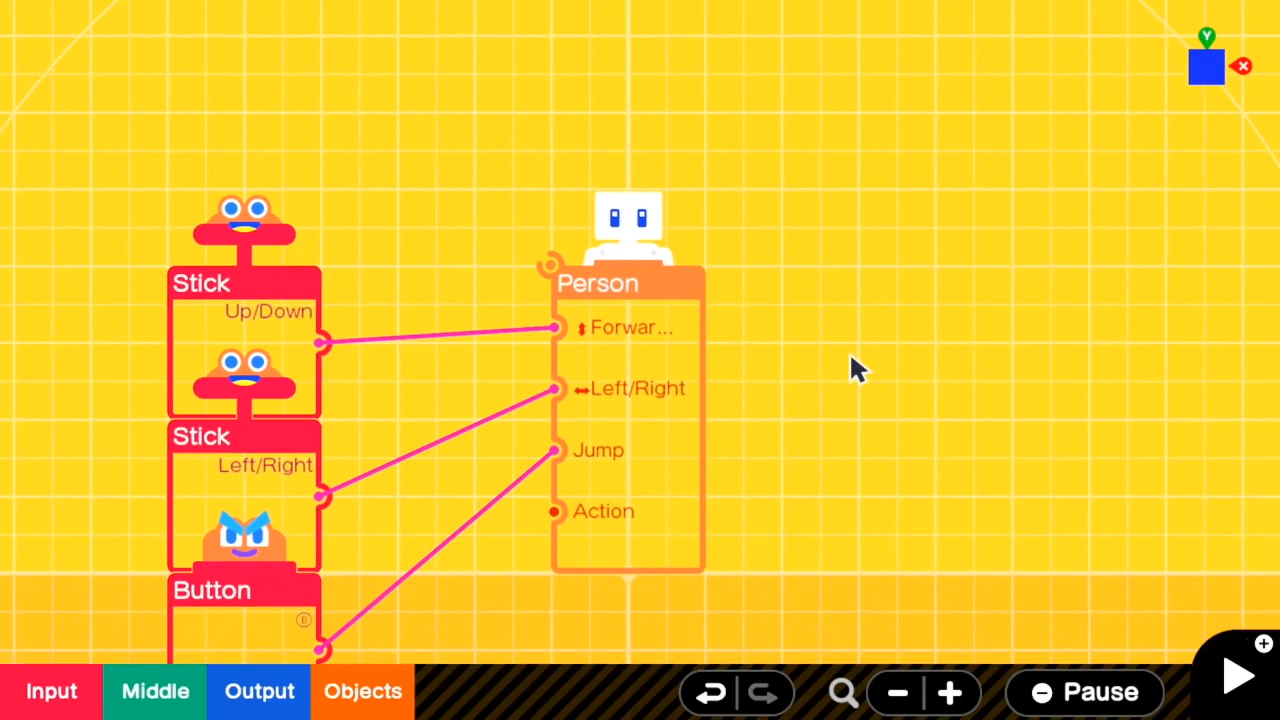 Y
X
Stick
Up/Down
Stick
Left/Right
Button
B
Person
Forwar...
Left/Right
Jump
Action
Input
Middle
Output
Objects
Pause